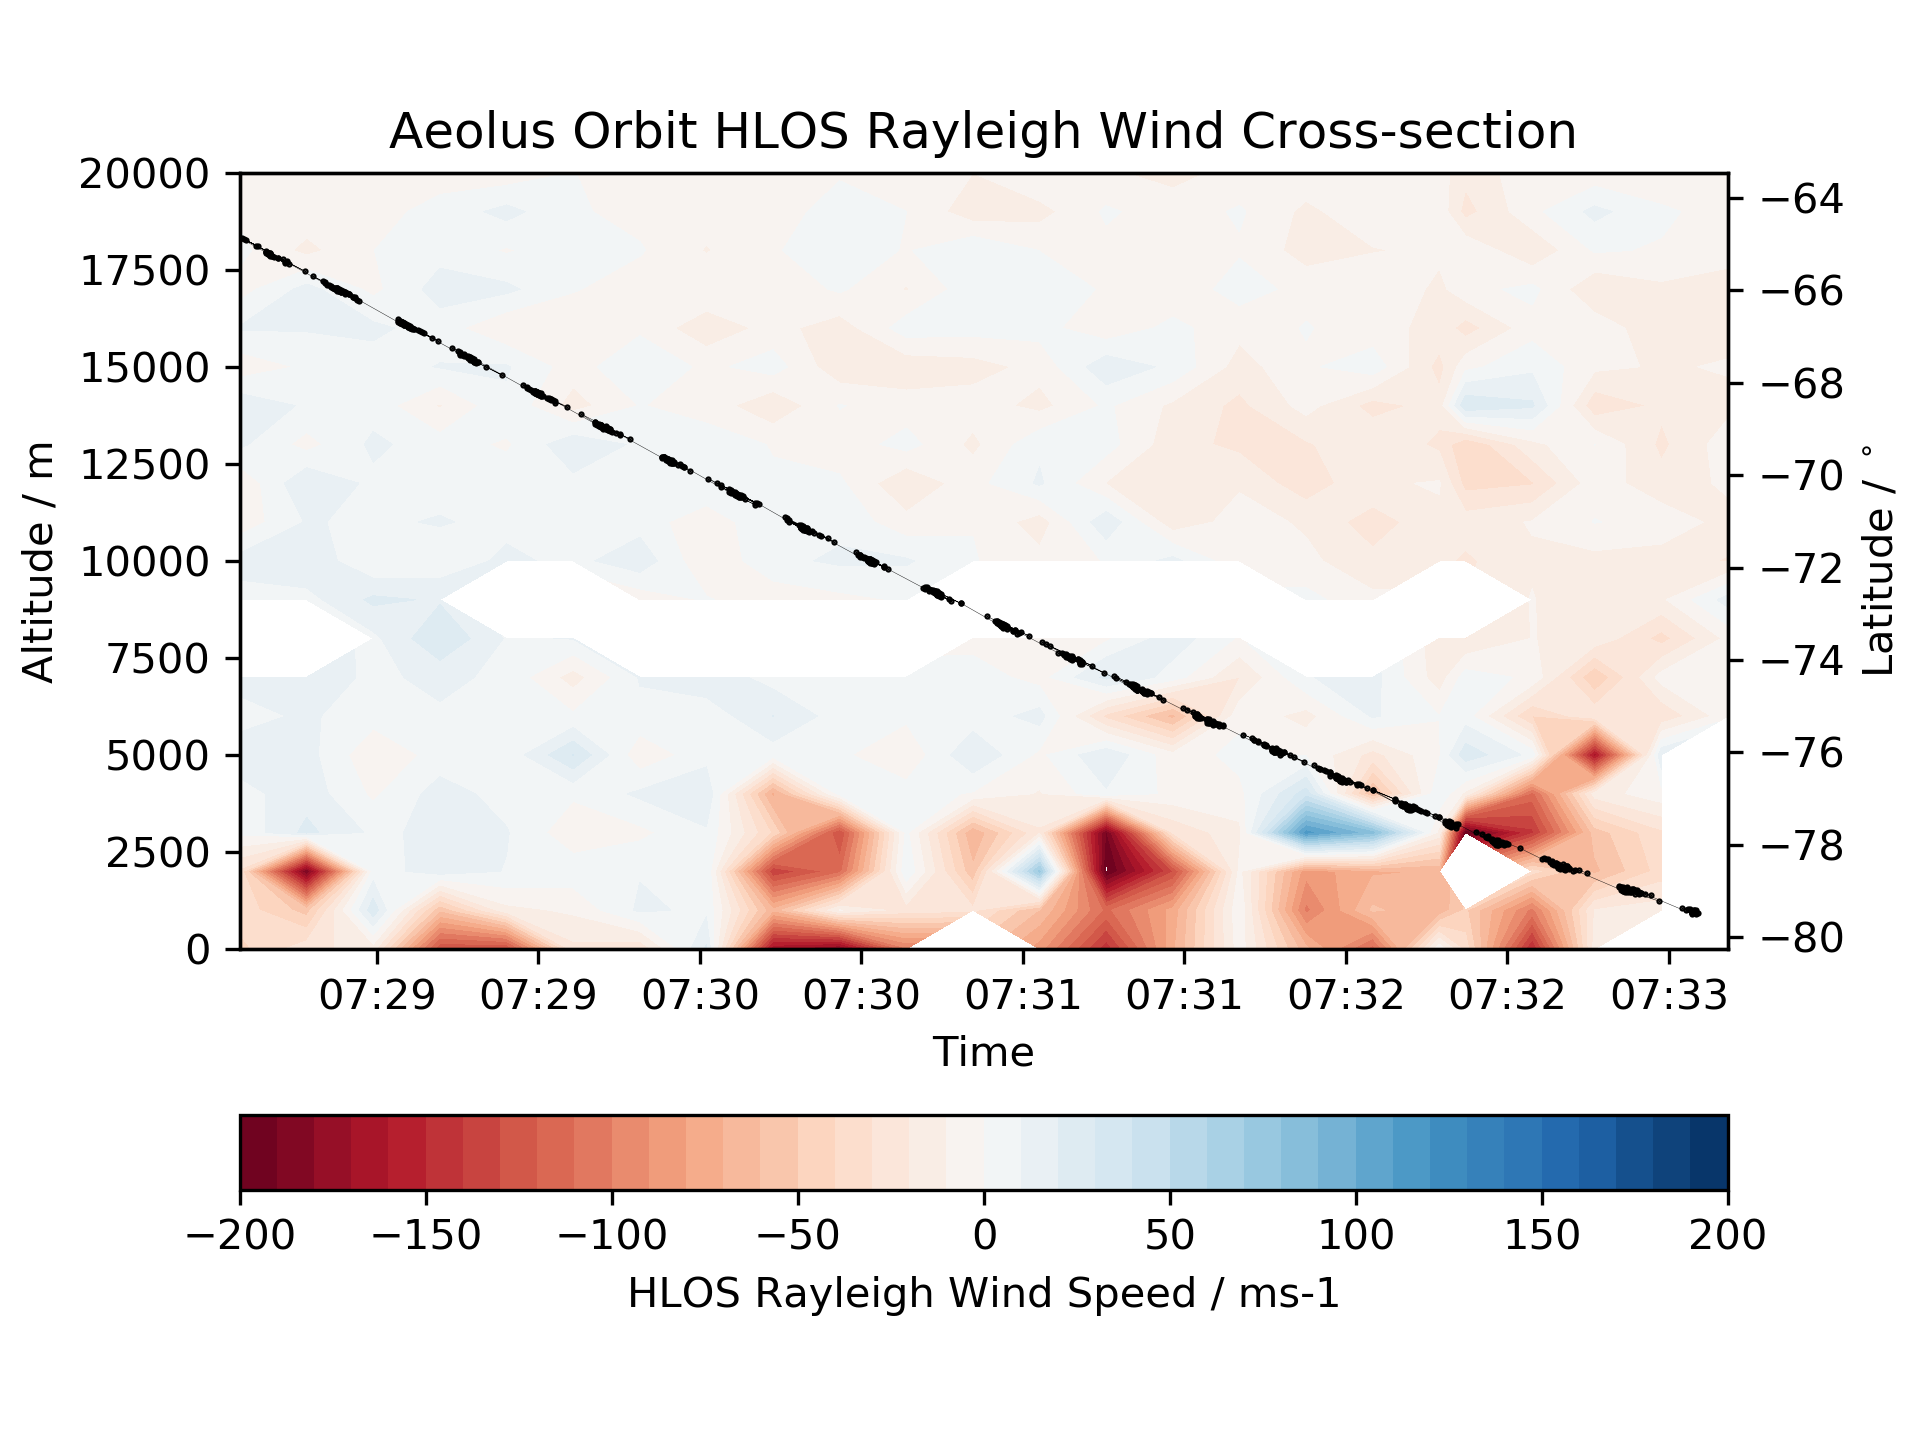 Aeolus Orbit HLOS Rayleigh Wind Cross-section
20000
17500
15000
12500
10000
7500
5000
2500
0
Altitude / m
−64
−66
−68
−70
−72
−74
−76
−78
−80
Latitude / °
07:29 07:29 07:30 07:30 07:31 07:31 07:32 07:32 07:33
Time
−200 −150 −100 −50 0 50 100 150 200
HLOS Rayleigh Wind Speed / ms-1